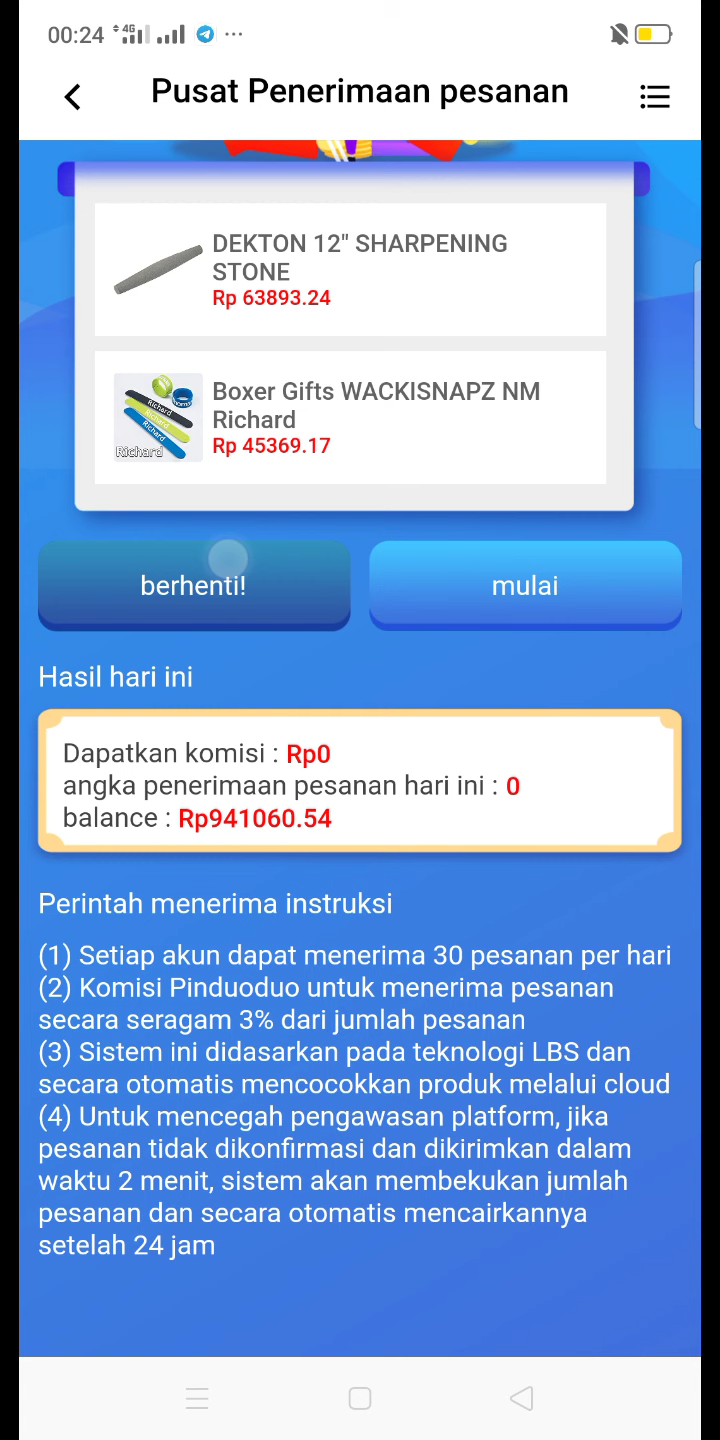 00:24 4G ...
Pusat Penerimaan pesanan
DEKTON 12" SHARPENING
STONE
Rp 63893.24
Boxer Gifts WACKISNAPZ NM
Richard
Rp 45369.17
Richard
Richard
Richard
berhenti!
mulai
Hasil hari ini
Dapatkan komisi : Rp0
angka penerimaan pesanan hari ini : 0
balance : Rp941060.54
Perintah menerima instruksi
(1) Setiap akun dapat menerima 30 pesanan per hari
(2) Komisi Pinduoduo untuk menerima pesanan
secara seragam 3% dari jumlah pesanan
(3) Sistem ini didasarkan pada teknologi LBS dan
secara otomatis mencocokkan produk melalui cloud
(4) Untuk mencegah pengawasan platform, jika
pesanan tidak dikonfirmasi dan dikirimkan dalam
waktu 2 menit, sistem akan membekukan jumlah
pesanan dan secara otomatis mencairkannya
setelah 24 jam